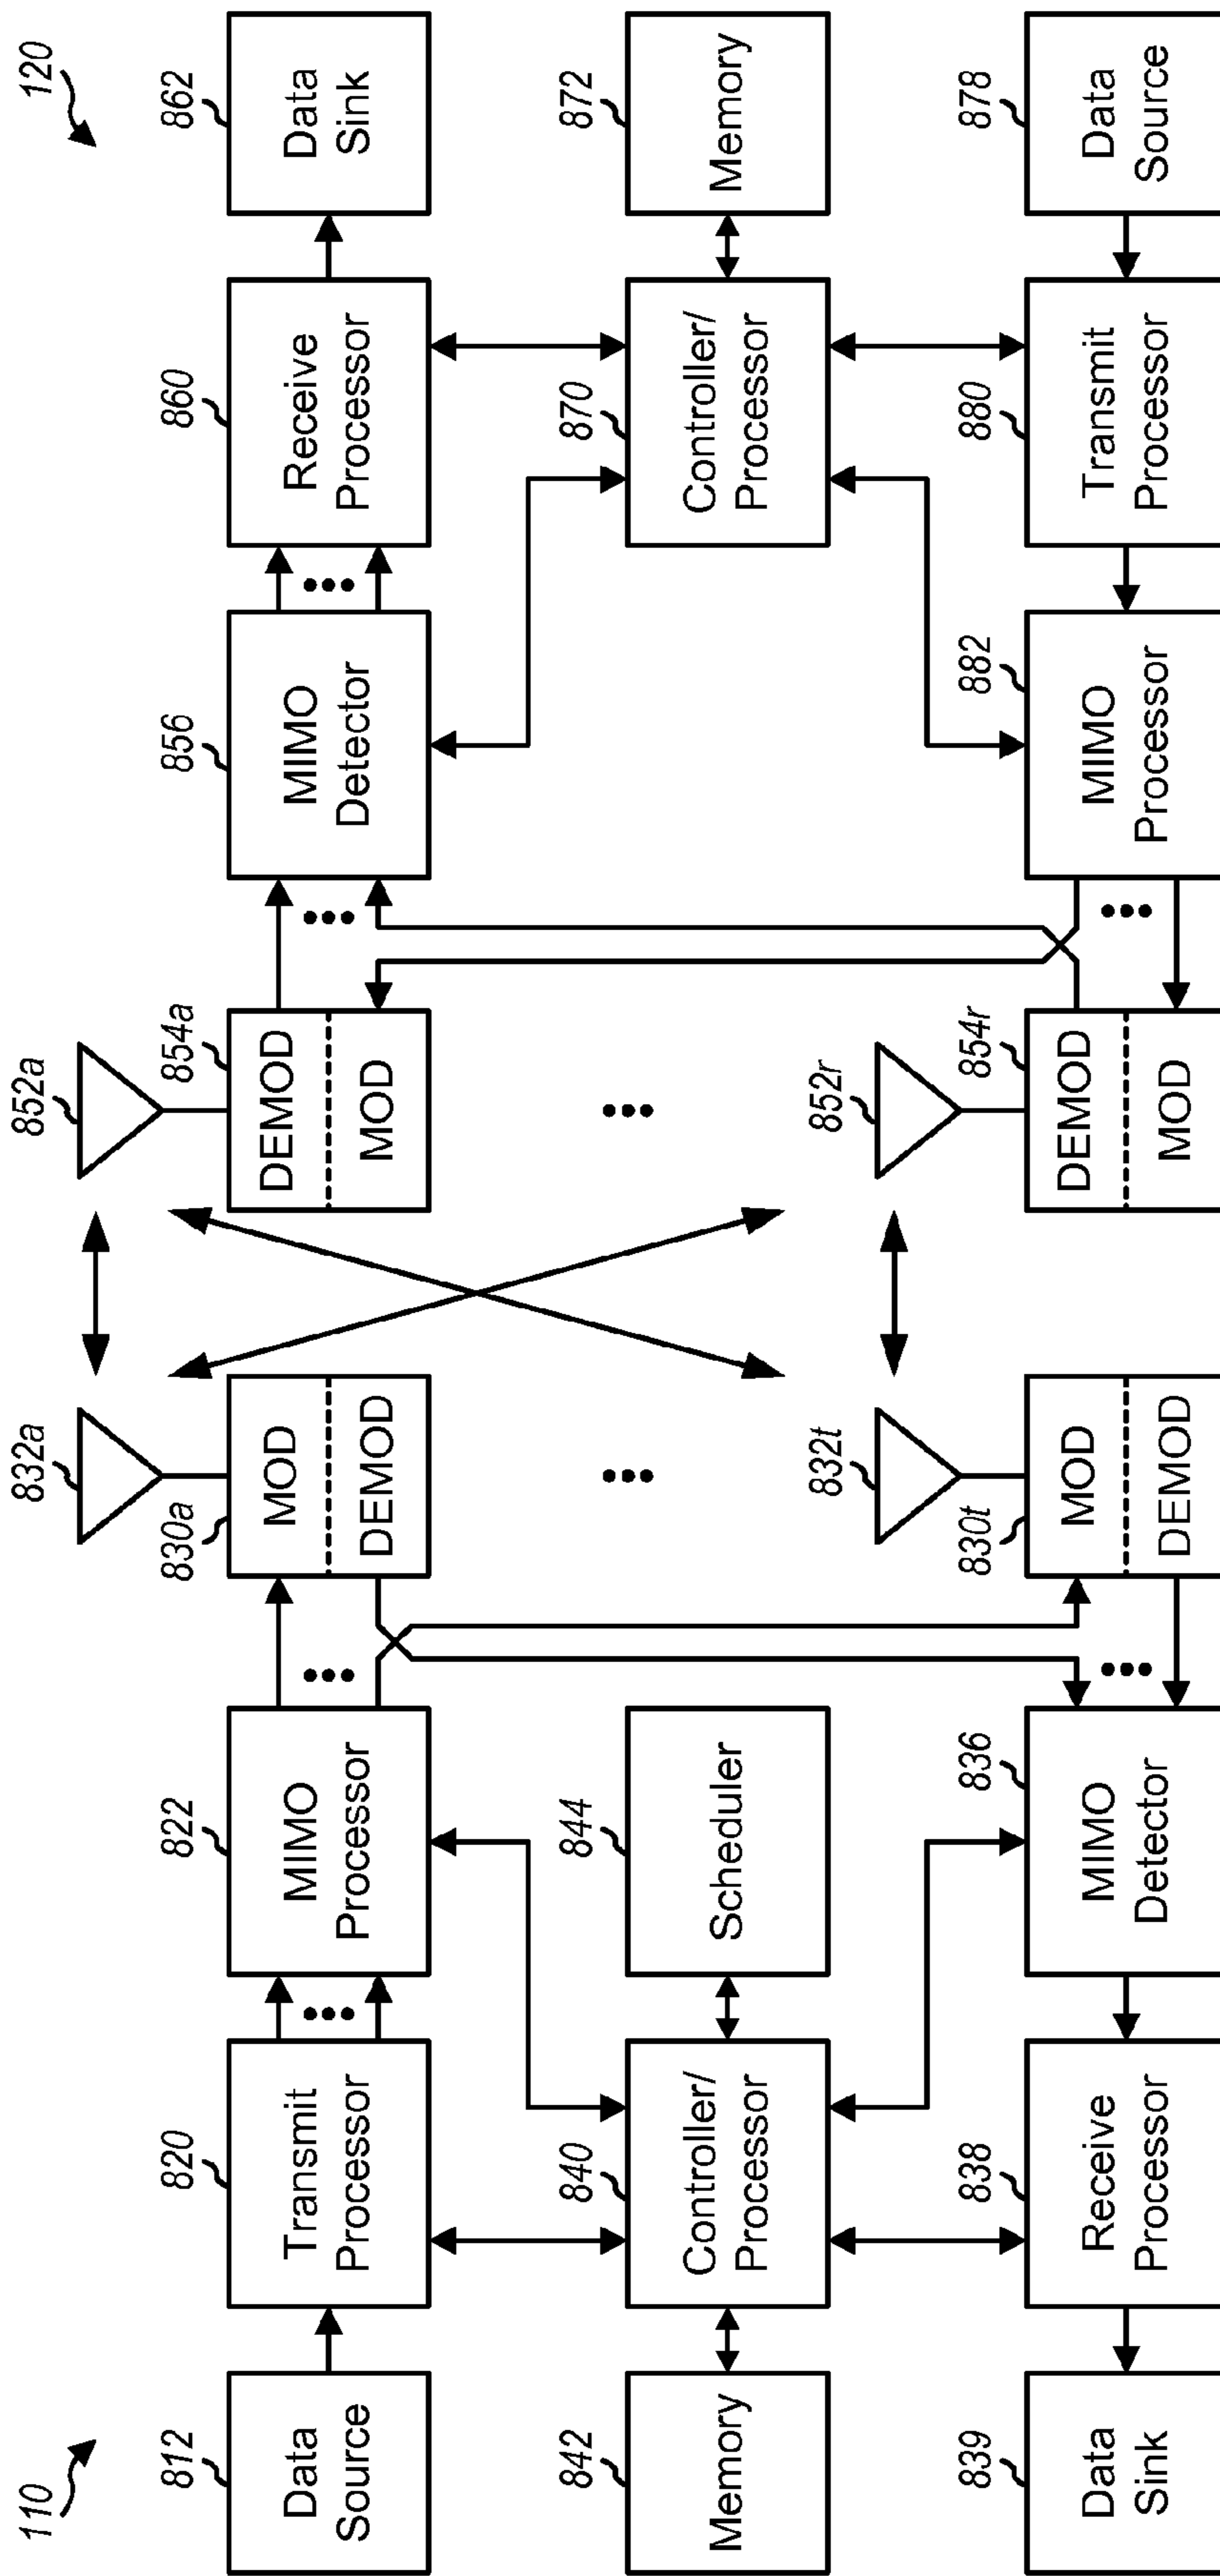 110
120
812
Data
Source
820
Transmit
Processor
822
MIMO
Processor
832a
830a
MOD
DEMOD
852a
854a
DEMOD
MOD
856
MIMO
Detector
860
Receive
Processor
862
Data
Sink
842
Memory
840
Controller/
Processor
844
Scheduler
870
Controller/
Processor
872
Memory
839
Data
Sink
838
Receive
Processor
836
MIMO
Detector
832t
830t
MOD
DEMOD
852r
854r
DEMOD
MOD
882
MIMO
Processor
880
Transmit
Processor
878
Data
Source